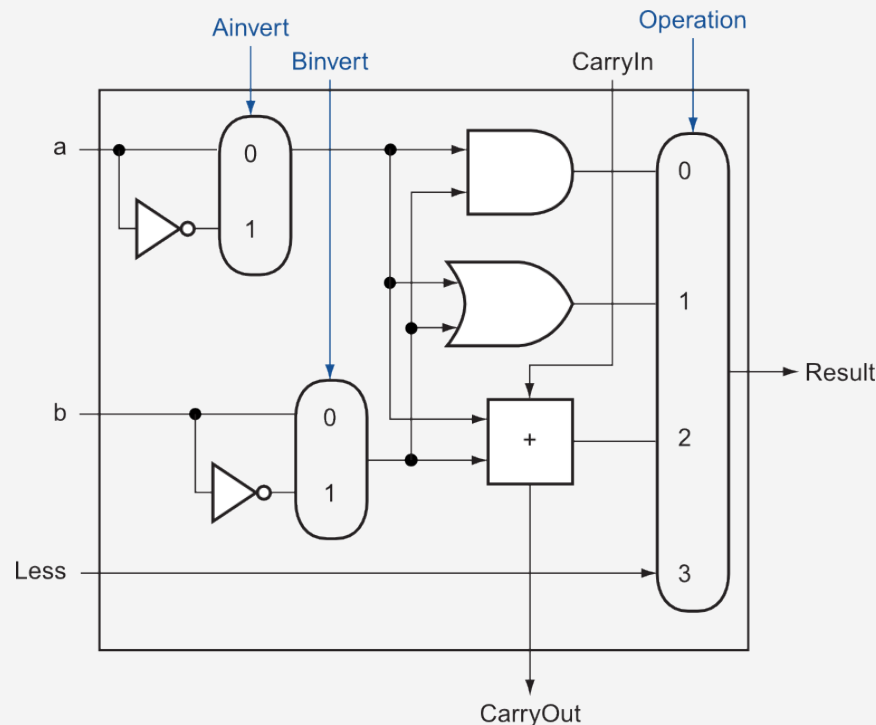 Operation
Ainvert
Binvert
CarryIn
a
0
0
1
1
Result
b
0
+
2
1
Less
3
CarryOut